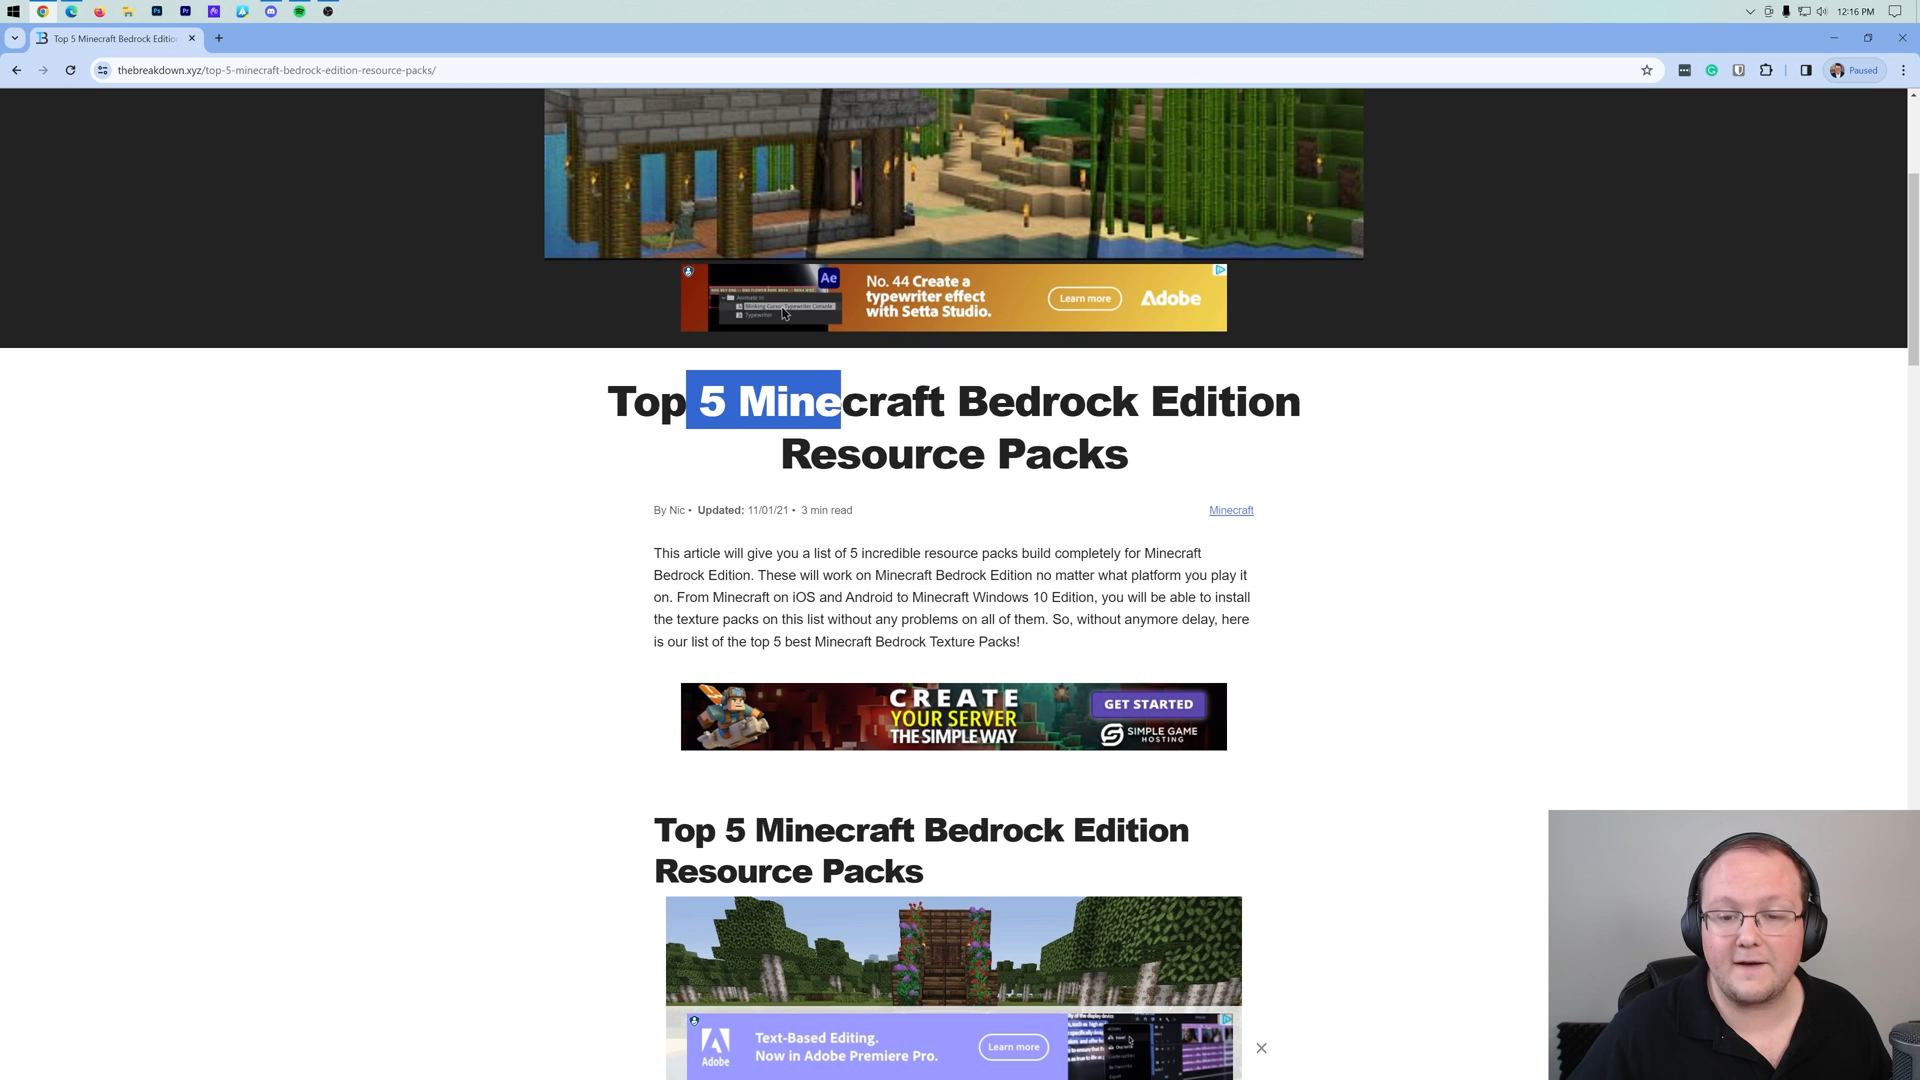 12:16 PM
Top 5 Minecraft Bedrock Editio
thebreakdown.xyz/top-5-minecraft-bedrock-edition-resource-packs/
Paused
Ae
Animate In
Blinking Cursor Typewriter Console
Typewriter
No. 44 Create a
typewriter effect
with Setta Studio.
Learn more
Adobe
Top 5 Minecraft Bedrock Edition
Resource Packs
By Nic • Updated: 11/01/21 • 3 min read
Minecraft
This article will give you a list of 5 incredible resource packs build completely for Minecraft
Bedrock Edition. These will work on Minecraft Bedrock Edition no matter what platform you play it
on. From Minecraft on iOS and Android to Minecraft Windows 10 Edition, you will be able to install
the texture packs on this list without any problems on all of them. So, without anymore delay, here
is our list of the top 5 best Minecraft Bedrock Texture Packs!
CREATE
YOUR SERVER
THE SIMPLE WAY
GET STARTED
SIMPLE GAME
HOSTING
Top 5 Minecraft Bedrock Edition
Resource Packs
Adobe
Text-Based Editing.
Now in Adobe Premiere Pro.
Learn more